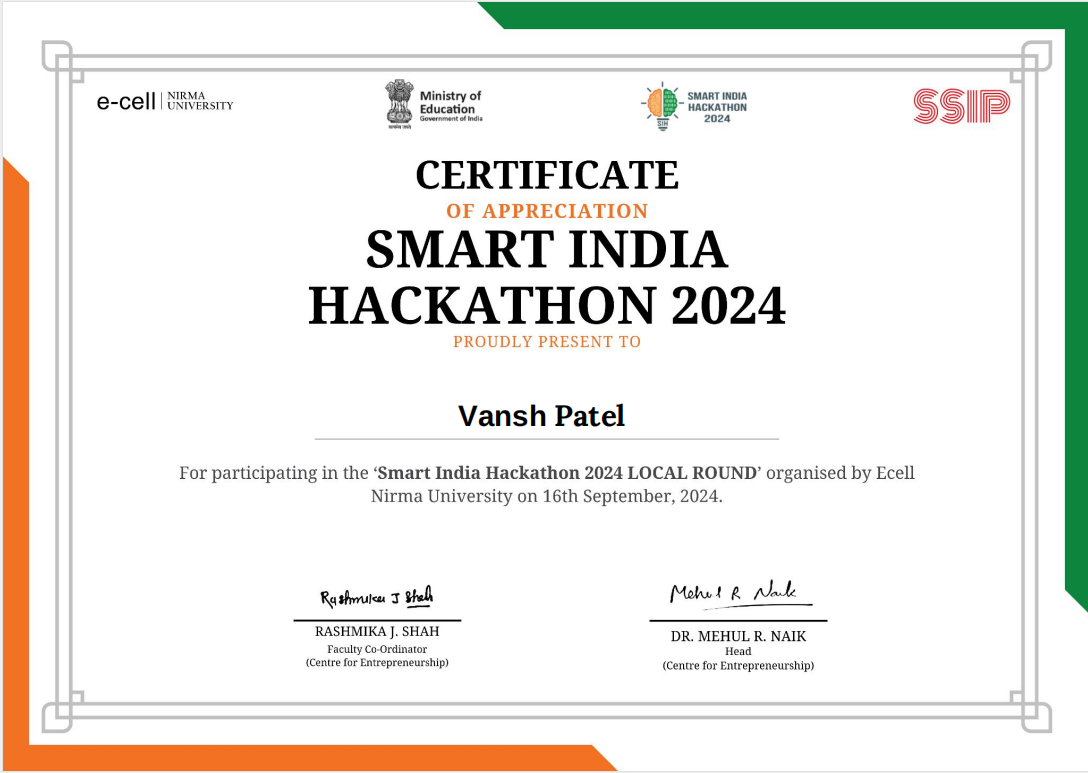 e-cell NIRMA
UNIVERSITY
Ministry of
Education
Government of India
SMART INDIA
HACKATHON
2024
SIH
SSIP
CERTIFICATE
OF APPRECIATION
SMART INDIA
HACKATHON 2024
PROUDLY PRESENT TO
Vansh Patel
For participating in the ‘Smart India Hackathon 2024 LOCAL ROUND’ organised by Ecell
Nirma University on 16th September, 2024.
Rashmika J Shah
Mehul R Naik
RASHMIKA J. SHAH
Faculty Co-Ordinator
(Centre for Entrepreneurship)
DR. MEHUL R. NAIK
Head
(Centre for Entrepreneurship)